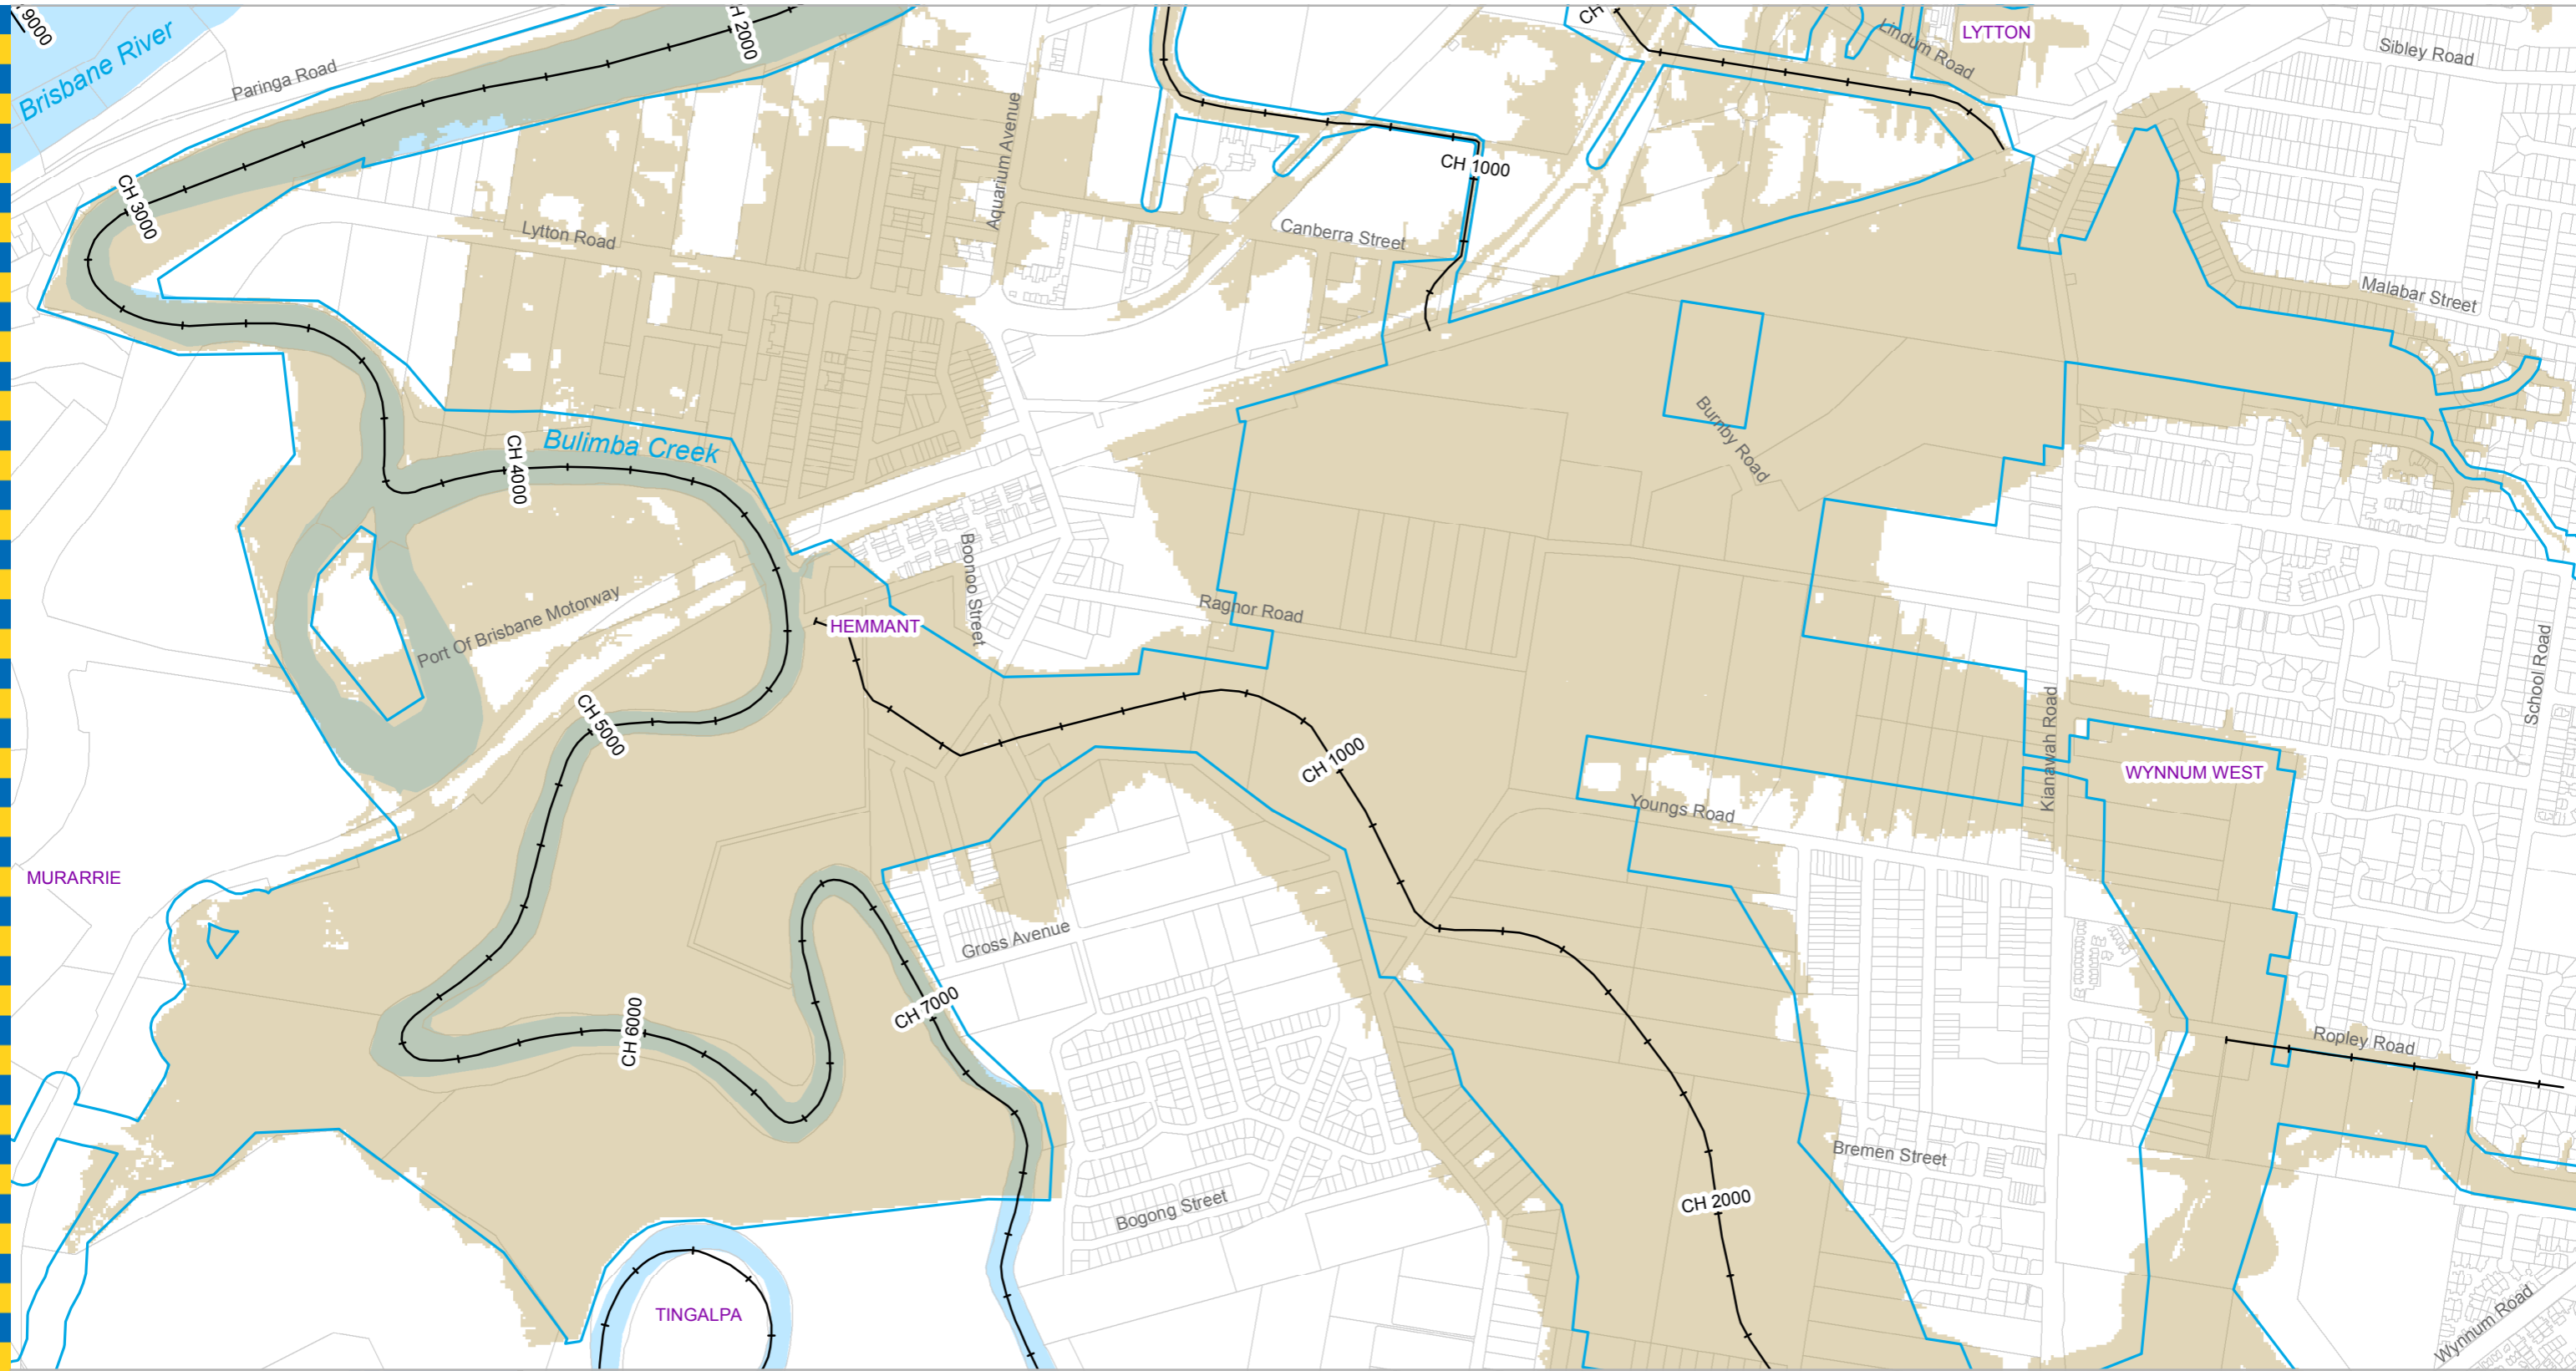 9000
CH 2000
CH
LYTTON
Lindum Road
Sibley Road
Brisbane River
Paringa Road
Aquarium Avenue
CH 1000
CH 3000
Lytton Road
Canberra Street
Malabar Street
Burnby Road
Bulimba Creek
CH 4000
Boonoo Street
Ragnor Road
Port Of Brisbane Motorway
HEMMANT
School Road
CH 5000
CH 1000
Kianawah Road
WYNNUM WEST
Youngs Road
MURARRIE
Gross Avenue
CH 7000
CH 6000
Ropley Road
Bremen Street
Bogong Street
CH 2000
TINGALPA
Wynnum Road